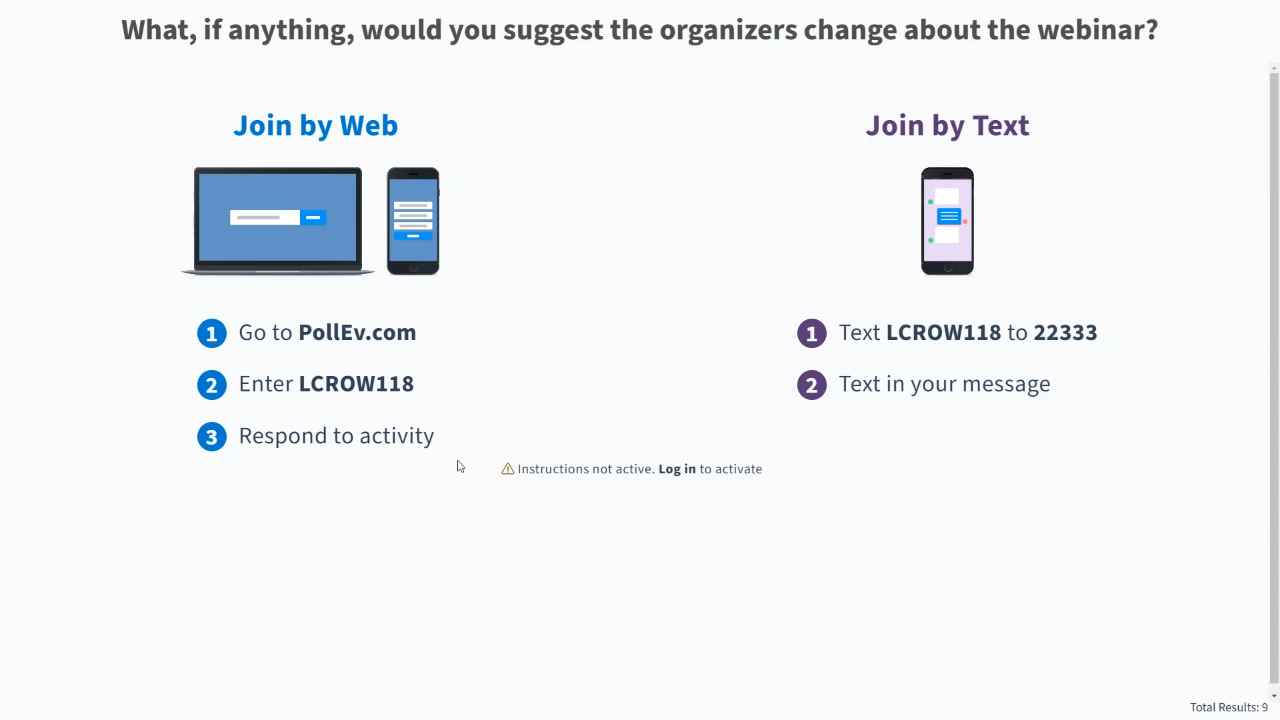 What, if anything, would you suggest the organizers change about the webinar?
Join by Web
1 Go to PollEv.com
2 Enter LCROW118
3 Respond to activity
Join by Text
1 Text LCROW118 to 22333
2 Text in your message
Instructions not active. Log in to activate
Total Results: 9